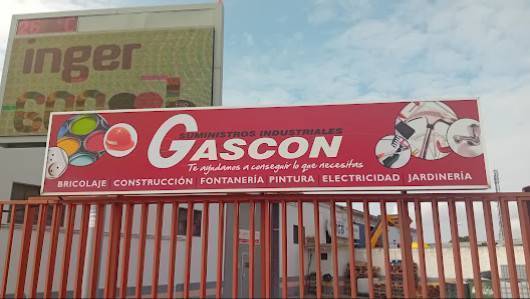 inger
SUMINISTROS INDUSTRIALES
GASCON
Te ayudamos a conseguir lo que necesitas
BRICOLAJE CONSTRUCCIÓN FONTANERÍA PINTURA ELECTRICIDAD JARDINERÍA